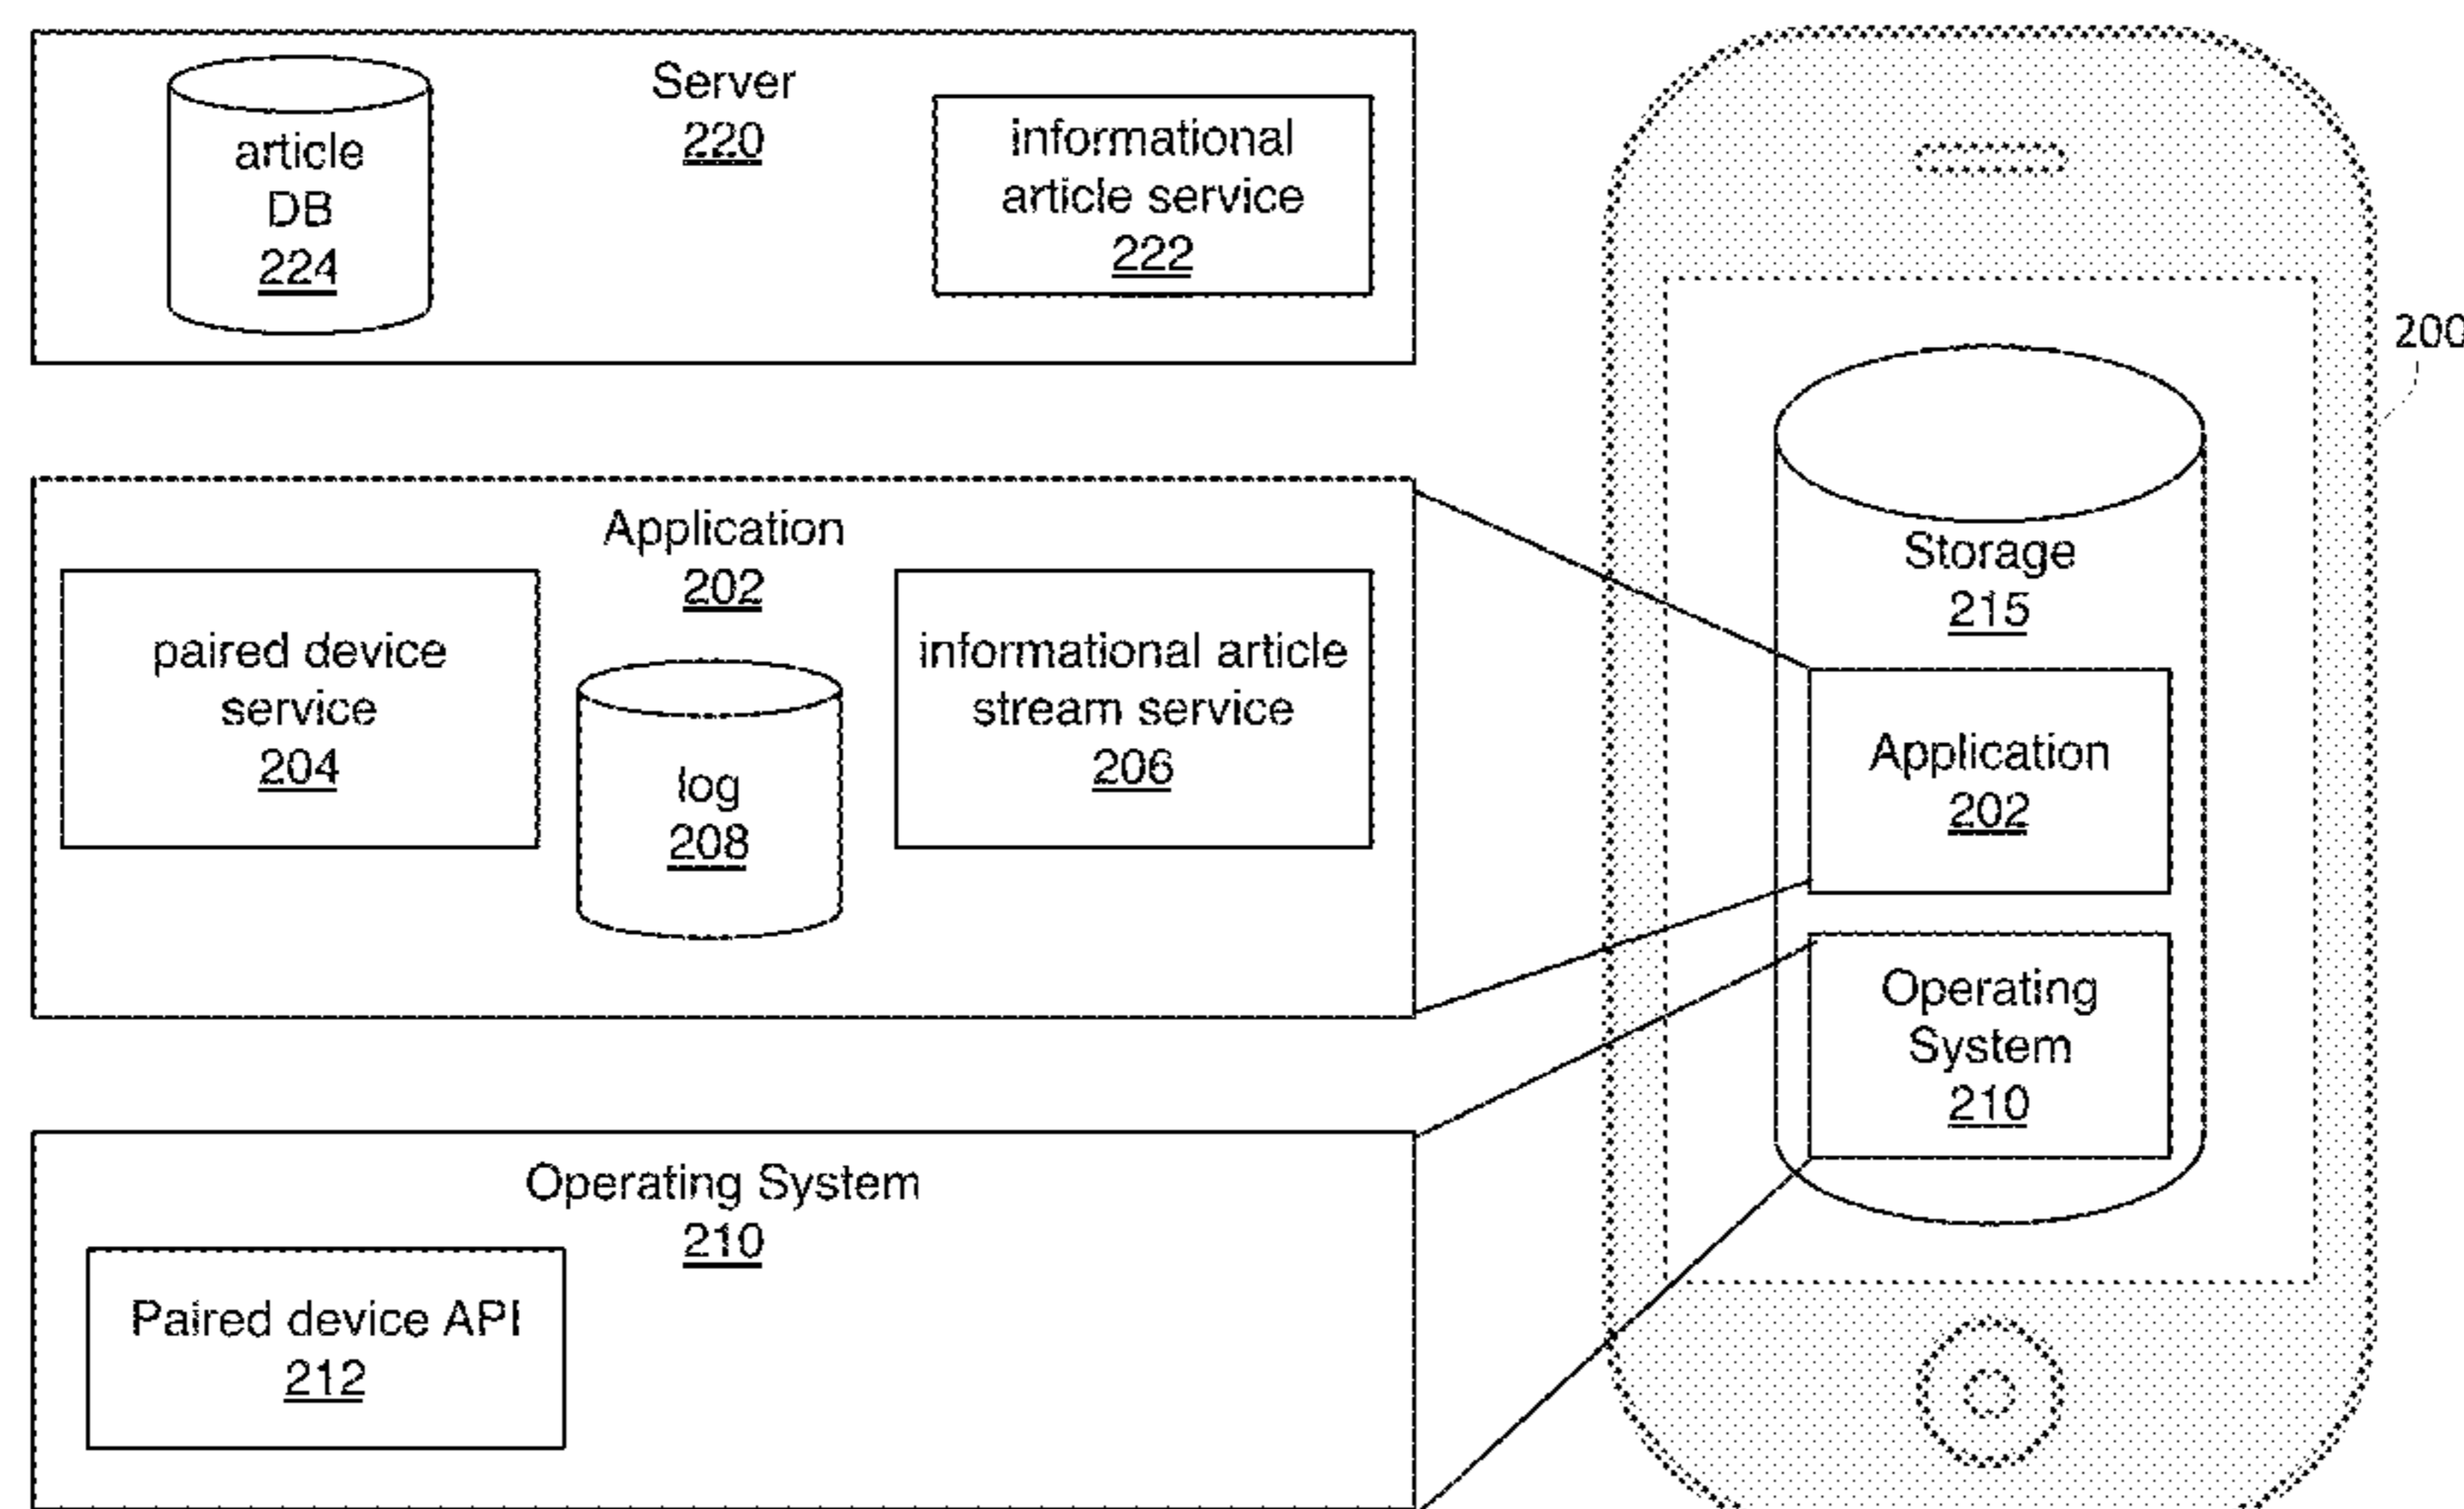 Server
220
article
DB
224
informational
article service
222
Application
202
paired device
service
204
log
208
informational article
stream service
206
Operating System
210
Paired device API
212
200
Storage
215
Application
202
Operating
System
210